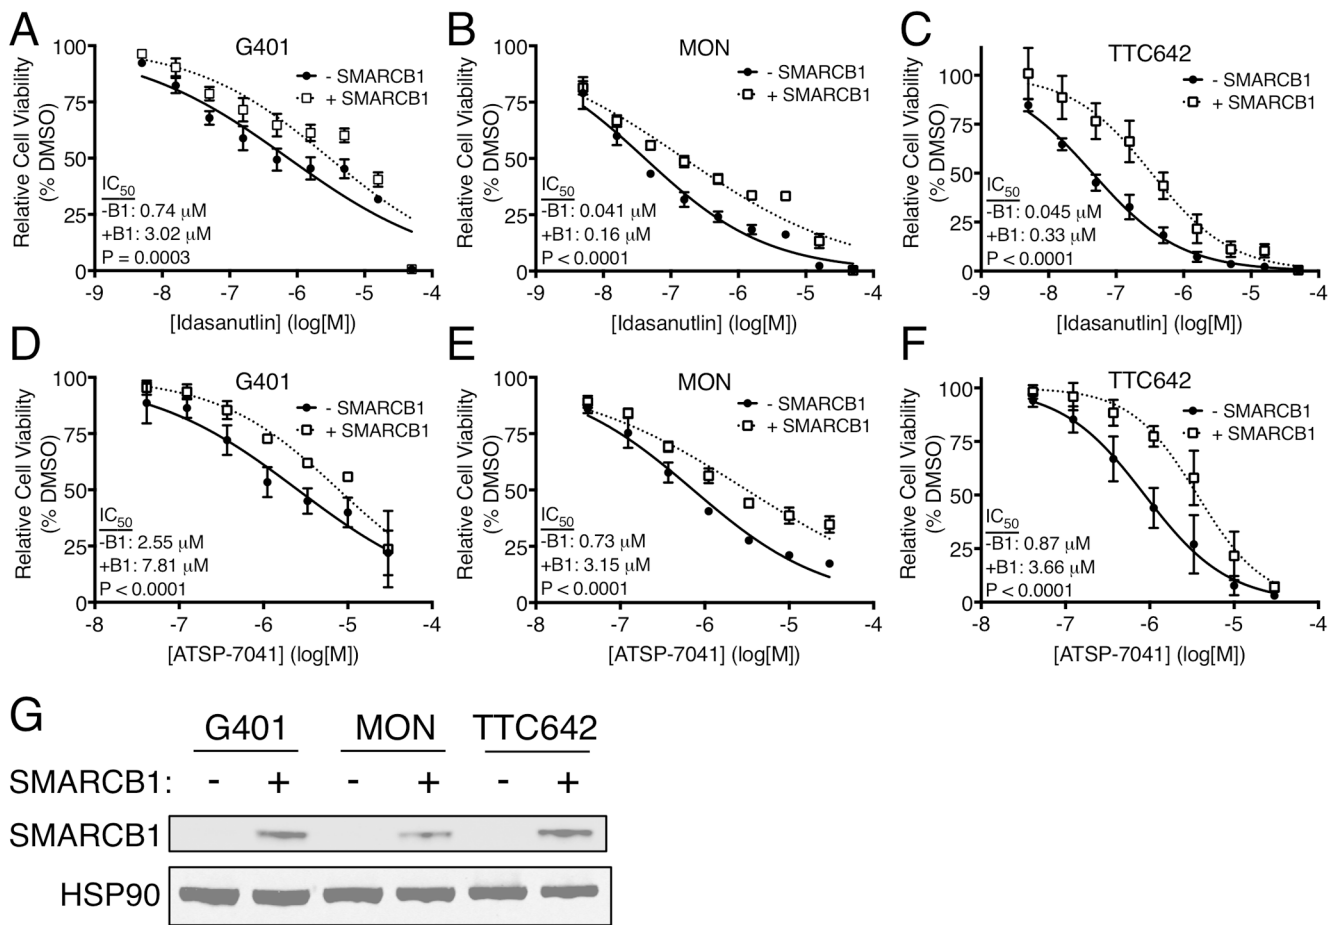 A
G401
100
75
50
25
0
Relative Cell Viability
(% DMSO)
- SMARCB1
+ SMARCB1
IC50
-B1: 0.74 μM
+B1: 3.02 μM
P = 0.0003
-9 -8 -7 -6 -5 -4
[Idasanutlin] (log[M])
B
MON
100
75
50
25
0
Relative Cell Viability
(% DMSO)
- SMARCB1
+ SMARCB1
IC50
-B1: 0.041 μM
+B1: 0.16 μM
P < 0.0001
-9 -8 -7 -6 -5 -4
[Idasanutlin] (log[M])
C
TTC642
100
75
50
25
0
Relative Cell Viability
(% DMSO)
- SMARCB1
+ SMARCB1
IC50
-B1: 0.045 μM
+B1: 0.33 μM
P < 0.0001
-9 -8 -7 -6 -5 -4
[Idasanutlin] (log[M])
D
G401
100
75
50
25
0
Relative Cell Viability
(% DMSO)
- SMARCB1
+ SMARCB1
IC50
-B1: 2.55 μM
+B1: 7.81 μM
P < 0.0001
-8 -7 -6 -5 -4
[ATSP-7041] (log[M])
E
MON
100
75
50
25
0
Relative Cell Viability
(% DMSO)
- SMARCB1
+ SMARCB1
IC50
-B1: 0.73 μM
+B1: 3.15 μM
P < 0.0001
-8 -7 -6 -5 -4
[ATSP-7041] (log[M])
F
TTC642
100
75
50
25
0
Relative Cell Viability
(% DMSO)
- SMARCB1
+ SMARCB1
IC50
-B1: 0.87 μM
+B1: 3.66 μM
P < 0.0001
-8 -7 -6 -5 -4
[ATSP-7041] (log[M])
G
G401 MON TTC642
SMARCB1: - + - + - +
SMARCB1
HSP90